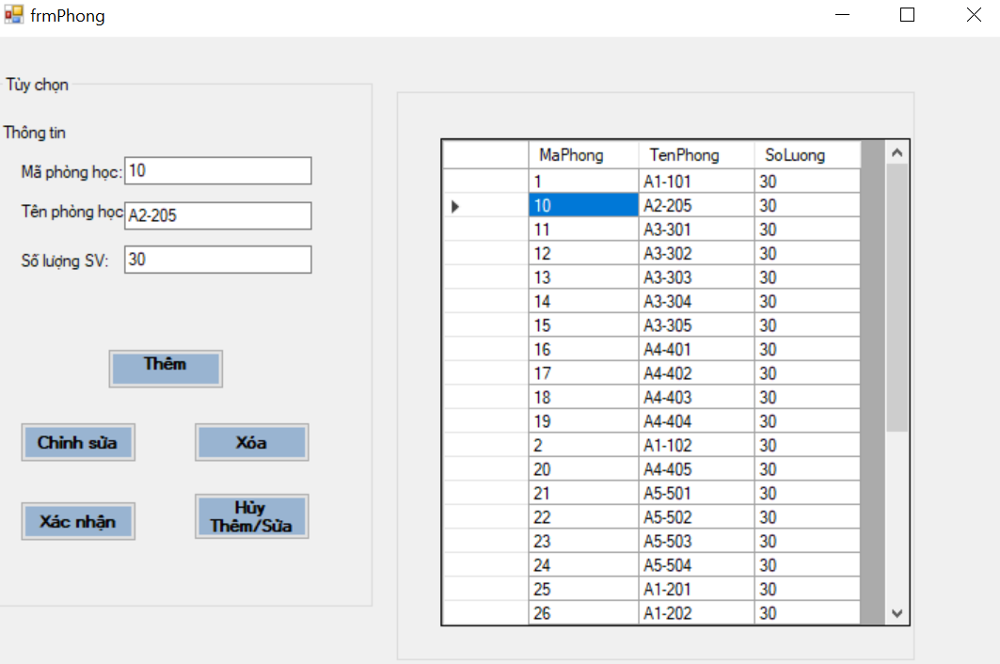 frmPhong
Tùy chọn
Thông tin
Mã phòng học: 10
Tên phòng học A2-205
Số lượng SV: 30
Thêm
Chỉnh sửa Xóa
Xác nhận Hủy
Thêm/Sửa
MaPhong TenPhong SoLuong
1 A1-101 30
10 A2-205 30
11 A3-301 30
12 A3-302 30
13 A3-303 30
14 A3-304 30
15 A3-305 30
16 A4-401 30
17 A4-402 30
18 A4-403 30
19 A4-404 30
2 A1-102 30
20 A4-405 30
21 A5-501 30
22 A5-502 30
23 A5-503 30
24 A5-504 30
25 A1-201 30
26 A1-202 30